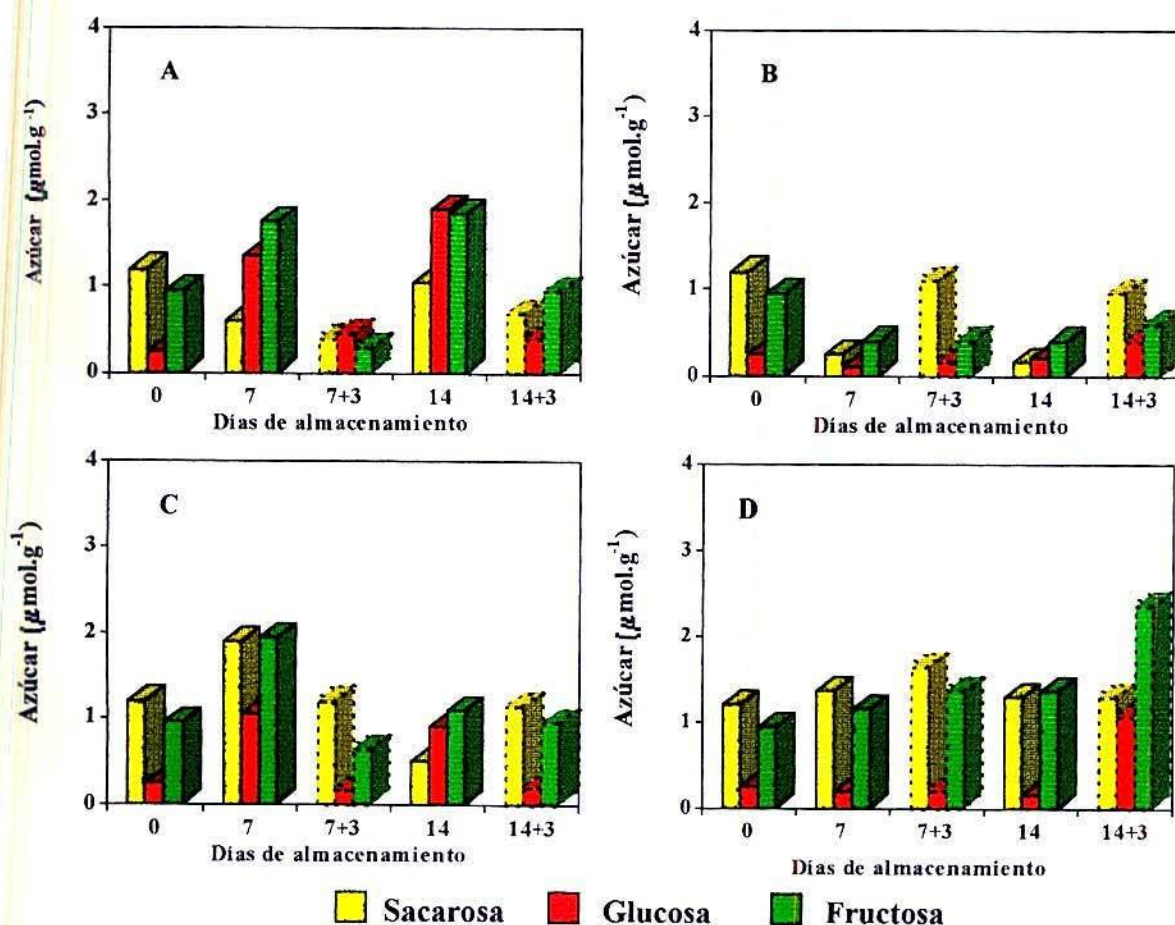 A
Azúcar (µmol.g⁻¹)
4
3
2
1
0
0 7 7+3 14 14+3
Días de almacenamiento
B
Azúcar (µmol.g⁻¹)
4
3
2
1
0
0 7 7+3 14 14+3
Días de almacenamiento
C
Azúcar (µmol.g⁻¹)
4
3
2
1
0
0 7 7+3 14 14+3
Días de almacenamiento
D
Azúcar (µmol.g⁻¹)
4
3
2
1
0
0 7 7+3 14 14+3
Días de almacenamiento
Sacarosa Glucosa Fructosa